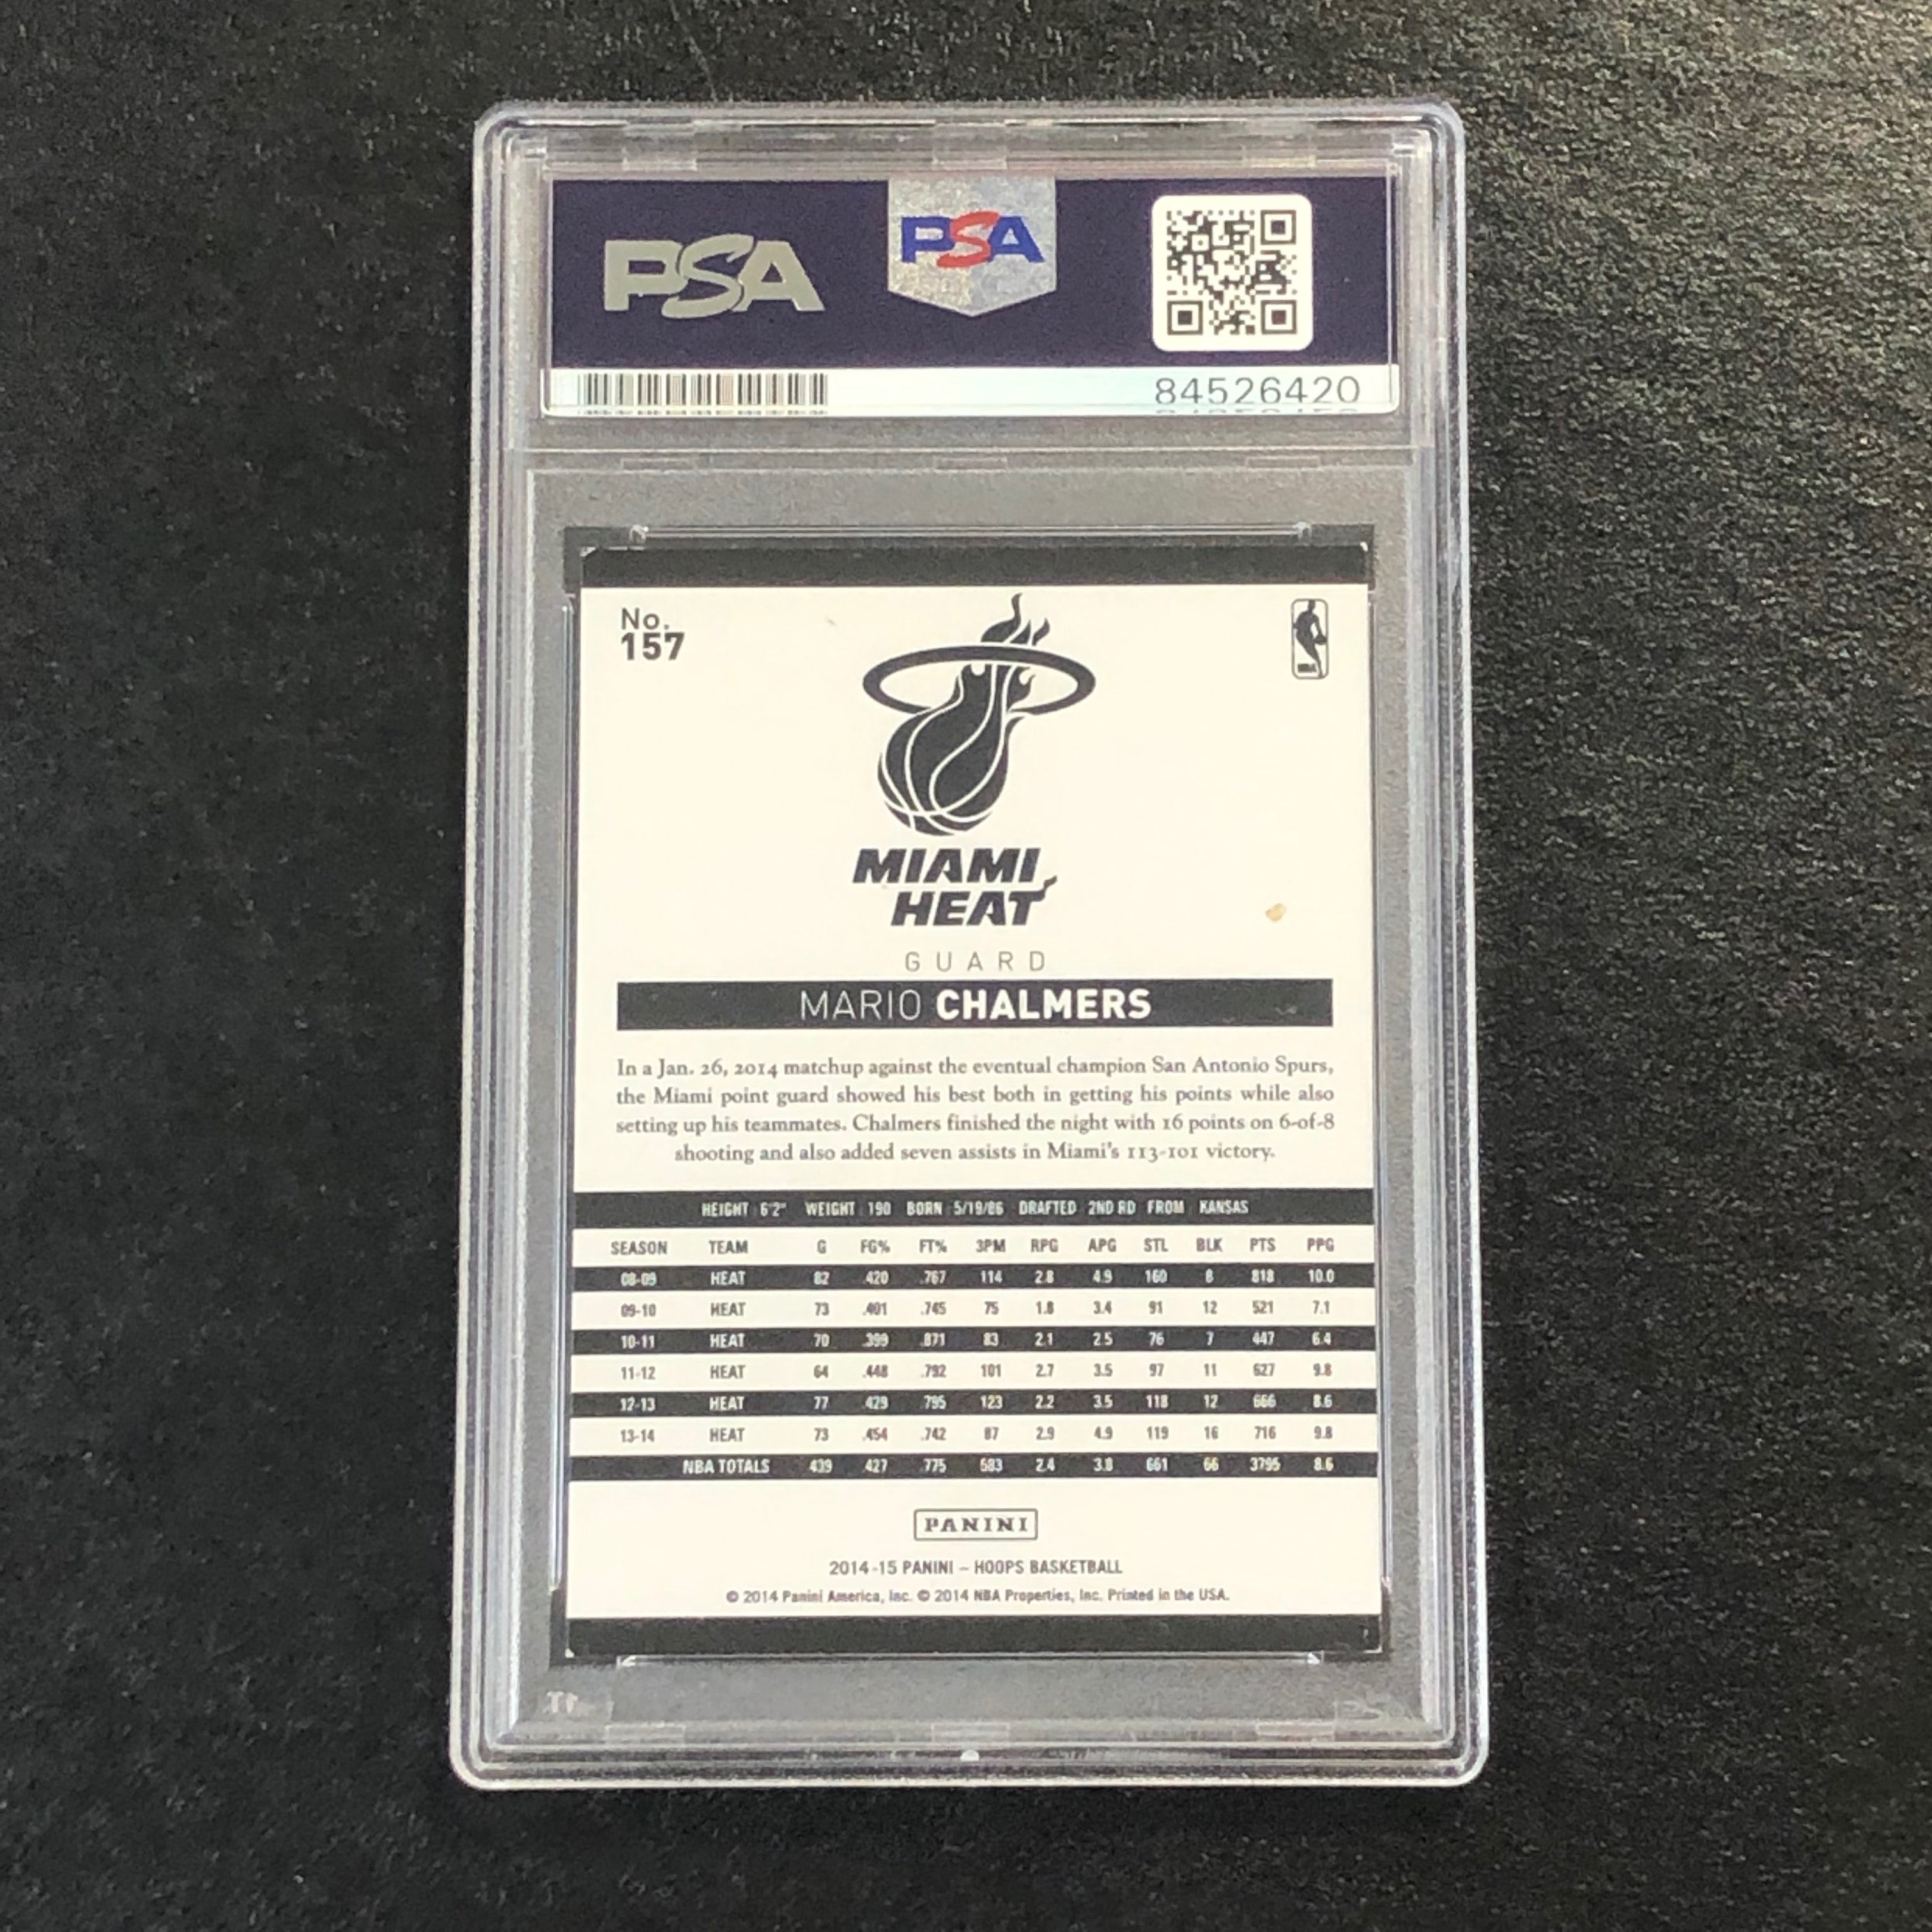 PSA PSA
84526420
No.
157
NBA
MIAMI
HEAT
GUARD
MARIO CHALMERS
In a Jan. 26, 2014 matchup against the eventual champion San Antonio Spurs,
the Miami point guard showed his best both in getting his points while also
setting up his teammates. Chalmers finished the night with 16 points on 6-of-8
shooting and also added seven assists in Miami's 113-101 victory.
HEIGHT 6'2" WEIGHT 190 BORN 5/19/86 DRAFTED 2ND RD FROM KANSAS
SEASON TEAM G FG% FT% 3PM RPG APG STL BLK PTS PPG
08-09 HEAT 82 .420 .767 114 2.8 4.9 160 8 818 10.0
09-10 HEAT 73 .401 .745 75 1.8 3.4 91 12 521 7.1
10-11 HEAT 70 .399 .871 83 2.1 2.5 76 7 447 6.4
11-12 HEAT 64 .448 .792 101 2.7 3.5 97 11 627 9.8
12-13 HEAT 77 .429 .795 123 2.2 3.5 118 12 666 8.6
13-14 HEAT 73 .454 .742 87 2.9 4.9 119 16 716 9.8
NBA TOTALS 439 .427 .775 583 2.4 3.8 661 66 3795 8.6
PANINI
2014-15 PANINI – HOOPS BASKETBALL
© 2014 Panini America, Inc. © 2014 NBA Properties, Inc. Printed in the USA.